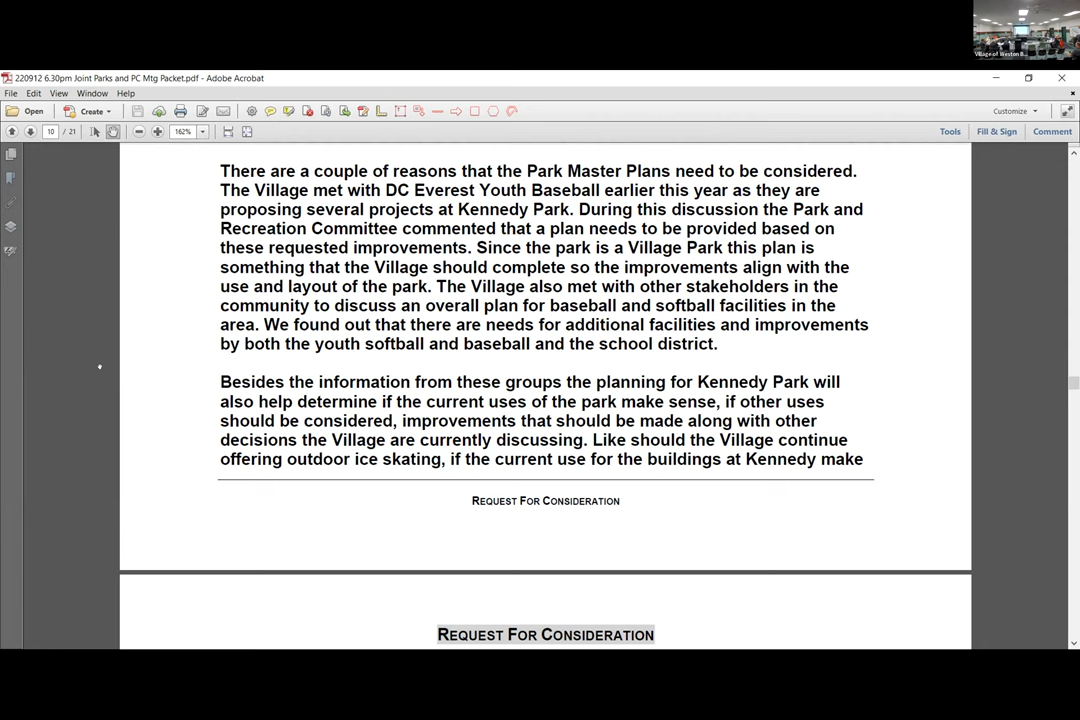 Village of Weston B...
220912 6.30pm Joint Parks and PC Mtg Packet.pdf - Adobe Acrobat
File Edit View Window Help
Open Create Customize
10 / 21 162% Tools Fill & Sign Comment
There are a couple of reasons that the Park Master Plans need to be considered.
The Village met with DC Everest Youth Baseball earlier this year as they are
proposing several projects at Kennedy Park. During this discussion the Park and
Recreation Committee commented that a plan needs to be provided based on
these requested improvements. Since the park is a Village Park this plan is
something that the Village should complete so the improvements align with the
use and layout of the park. The Village also met with other stakeholders in the
community to discuss an overall plan for baseball and softball facilities in the
area. We found out that there are needs for additional facilities and improvements
by both the youth softball and baseball and the school district.
Besides the information from these groups the planning for Kennedy Park will
also help determine if the current uses of the park make sense, if other uses
should be considered, improvements that should be made along with other
decisions the Village are currently discussing. Like should the Village continue
offering outdoor ice skating, if the current use for the buildings at Kennedy make
REQUEST FOR CONSIDERATION
REQUEST FOR CONSIDERATION